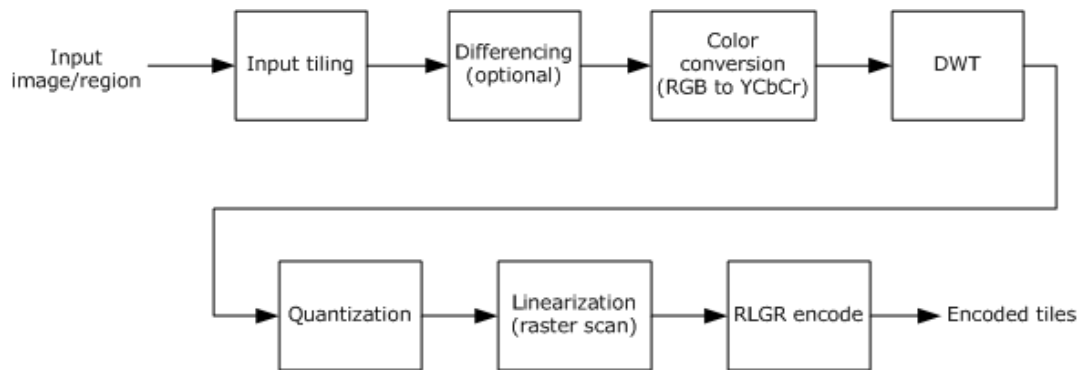 Input
image/region
Input tiling
Differencing
(optional)
Color
conversion
(RGB to YCbCr)
DWT
Quantization
Linearization
(raster scan)
RLGR encode
Encoded tiles